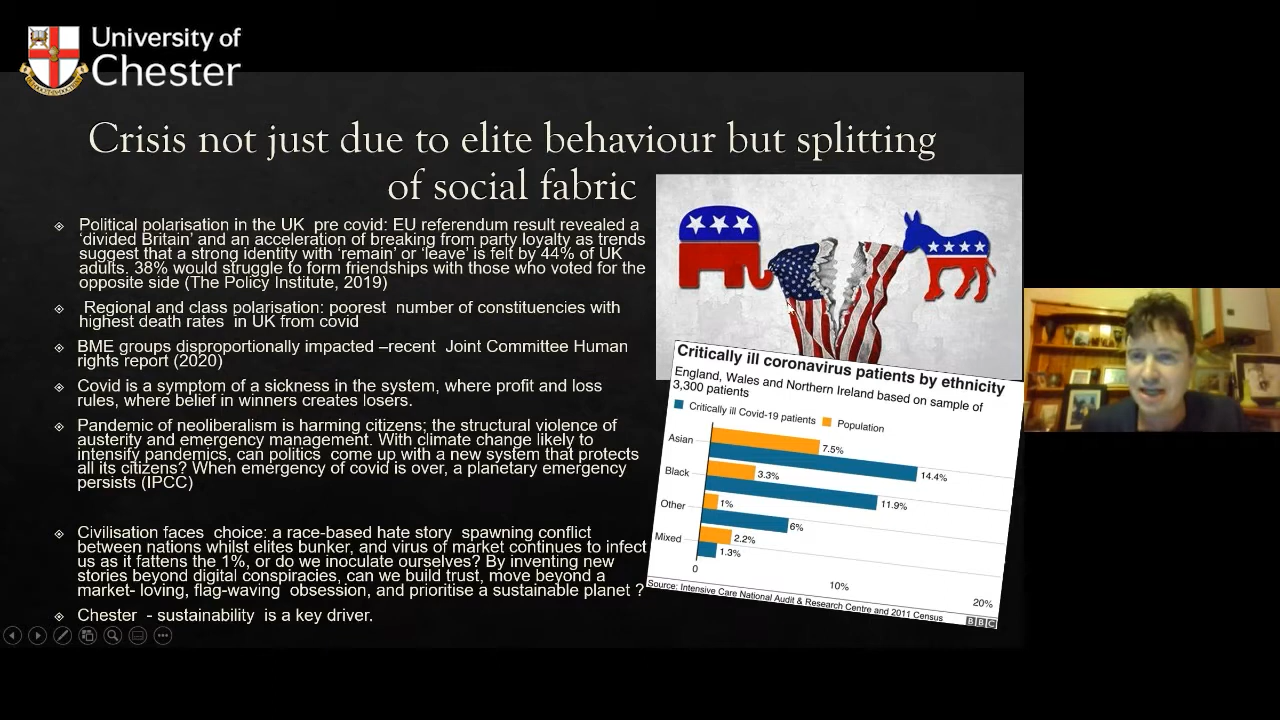 University of
Chester
Crisis not just due to elite behaviour but splitting
of social fabric
Political polarisation in the UK pre covid: EU referendum result revealed a
'divided Britain' and an acceleration of breaking from party loyalty as trends
suggest that a strong identity with 'remain' or 'leave' is felt by 44% of UK
adults. 38% would struggle to form friendships with those who voted for the
opposite side (The Policy Institute, 2019)
Regional and class polarisation: poorest number of constituencies with
highest death rates in UK from covid
BME groups disproportionally impacted –recent Joint Committee Human
rights report (2020)
Covid is a symptom of a sickness in the system, where profit and loss
rules, where belief in winners creates losers.
Pandemic of neoliberalism is harming citizens; the structural violence of
austerity and emergency management. With climate change likely to
intensity pandemics, can politics come up with a new system that protects
all its citizens? When emergency of covid is over, a planetary emergency
persists (IPCC)
Civilisation faces choice: a race-based hate story spawning conflict
between nations whilst elites bunker, and virus of market continues to infect
us as it fattens the 1%, or do we inoculate ourselves? By inventing new
stories beyond digital conspiracies, can we build trust, move beyond a
market- loving, flag-waving obsession, and prioritise a sustainable planet ?
Chester - sustainability is a key driver.
Critically ill coronavirus patients by ethnicity
England, Wales and Northern Ireland based on sample of
3,300 patients
Critically ill Covid-19 patients Population
Asian 7.5%
14.4%
Black 3.3%
11.9%
Other 1%
6%
Mixed 2.2%
1.3%
0 10% 20%
Source: Intensive Care National Audit & Research Centre and 2011 Census BBC